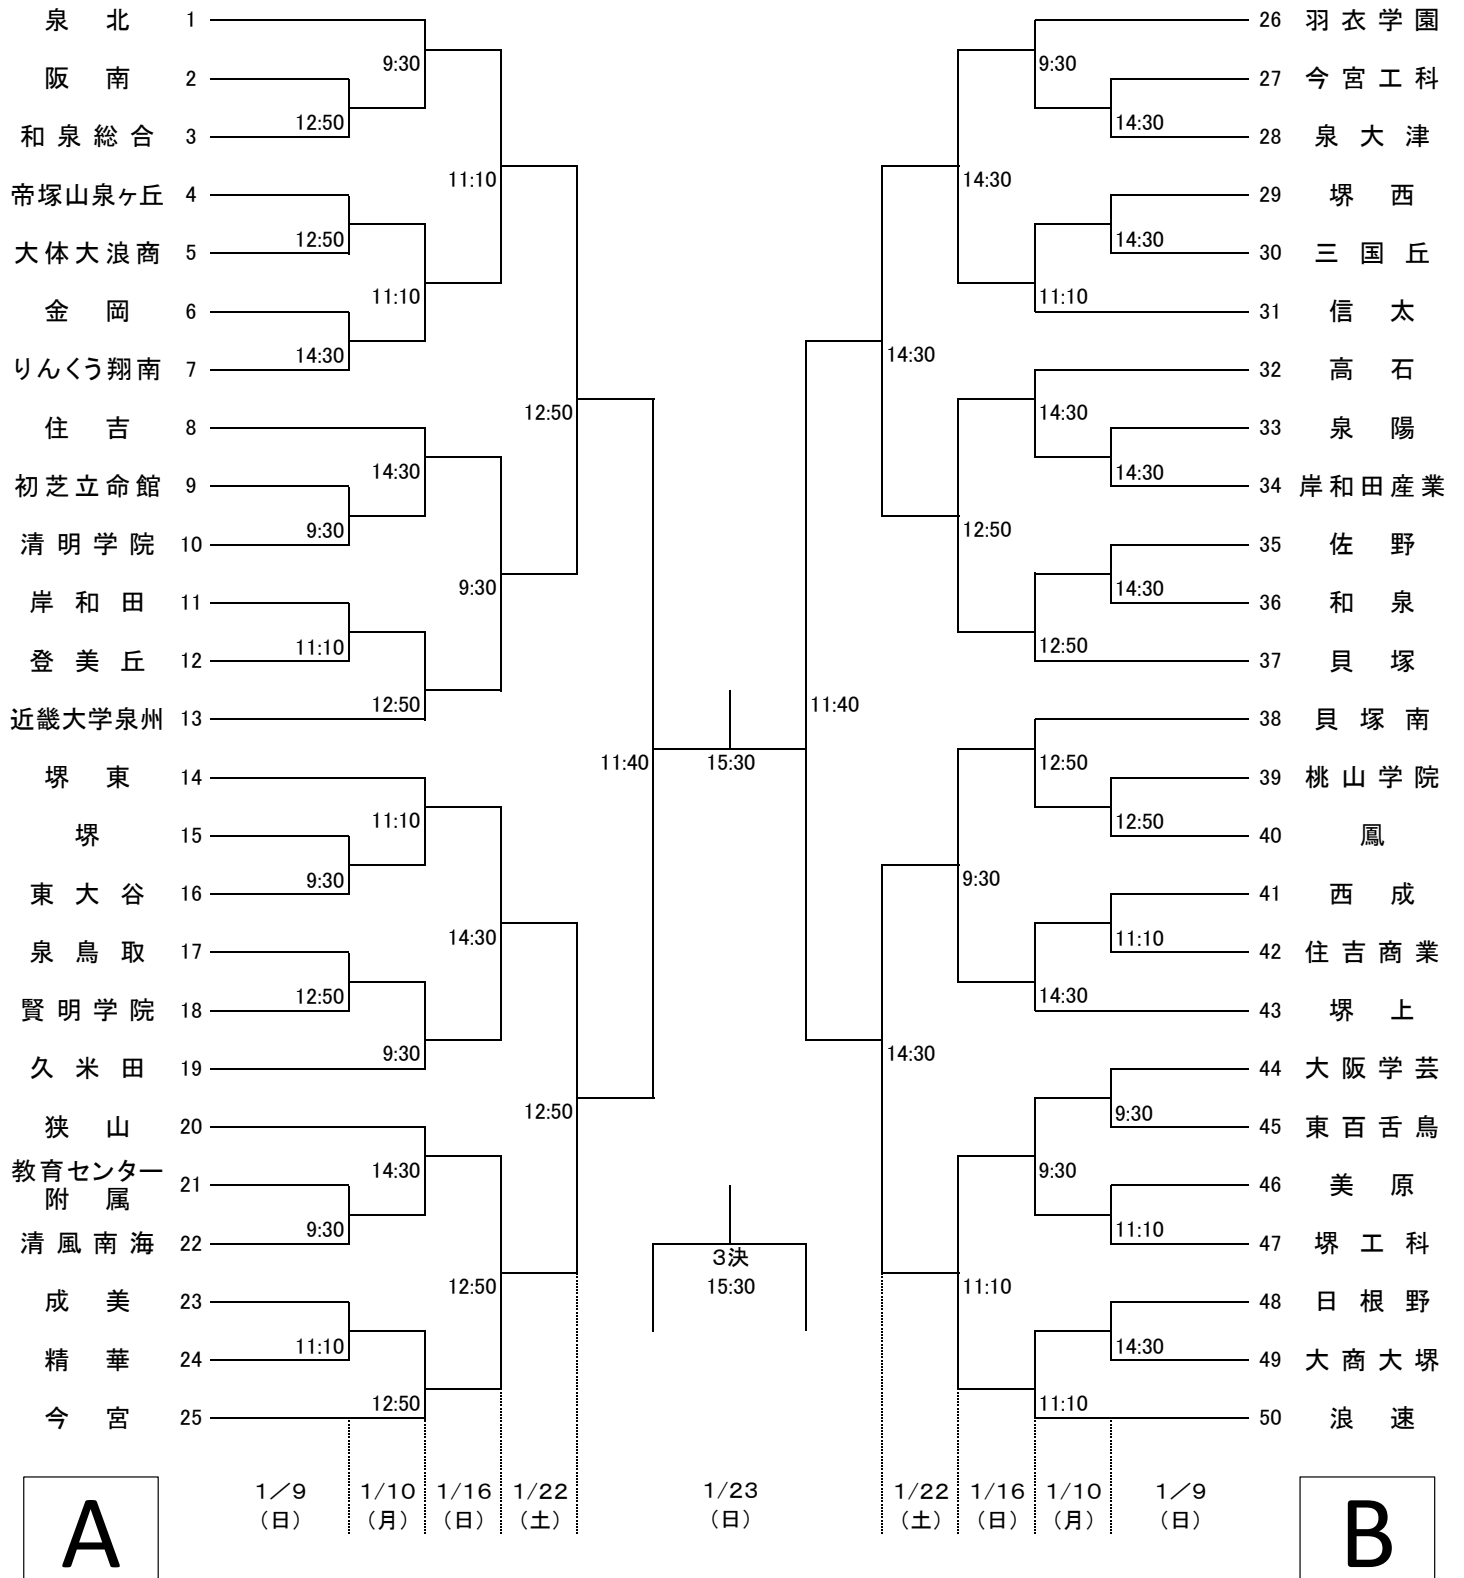 泉北 1
阪南 2
和泉総合 3
帝塚山泉ヶ丘 4
大体大浪商 5
金岡 6
りんくう翔南 7
住吉 8
初芝立命館 9
清明学院 10
岸和田 11
登美丘 12
近畿大学泉州 13
堺東 14
堺 15
東大谷 16
泉鳥取 17
賢明学院 18
久米田 19
狭山 20
教育センター
附属 21
清風南海 22
成美 23
精華 24
今宮 25
12:50
12:50
14:30
9:30
11:10
9:30
12:50
9:30
11:10
9:30
11:10
14:30
12:50
11:10
9:30
14:30
12:50
11:10
9:30
14:30
12:50
12:50
12:50
11:40
15:30
3決
15:30
11:40
14:30
14:30
14:30
12:50
9:30
11:10
9:30
11:10
14:30
12:50
12:50
14:30
9:30
11:10
14:30
14:30
14:30
14:30
12:50
11:10
9:30
11:10
14:30
26 羽衣学園
27 今宮工科
28 泉大津
29 堺西
30 三国丘
31 信太
32 高石
33 泉陽
34 岸和田産業
35 佐野
36 和泉
37 貝塚
38 貝塚南
39 桃山学院
40 鳳
41 西成
42 住吉商業
43 堺上
44 大阪学芸
45 東百舌鳥
46 美原
47 堺工科
48 日根野
49 大商大堺
50 浪速
A
1/9 1/10 1/16 1/22 1/23 1/22 1/16 1/10 1/9
(日) (月) (日) (土) (日) (土) (日) (月) (日)
B